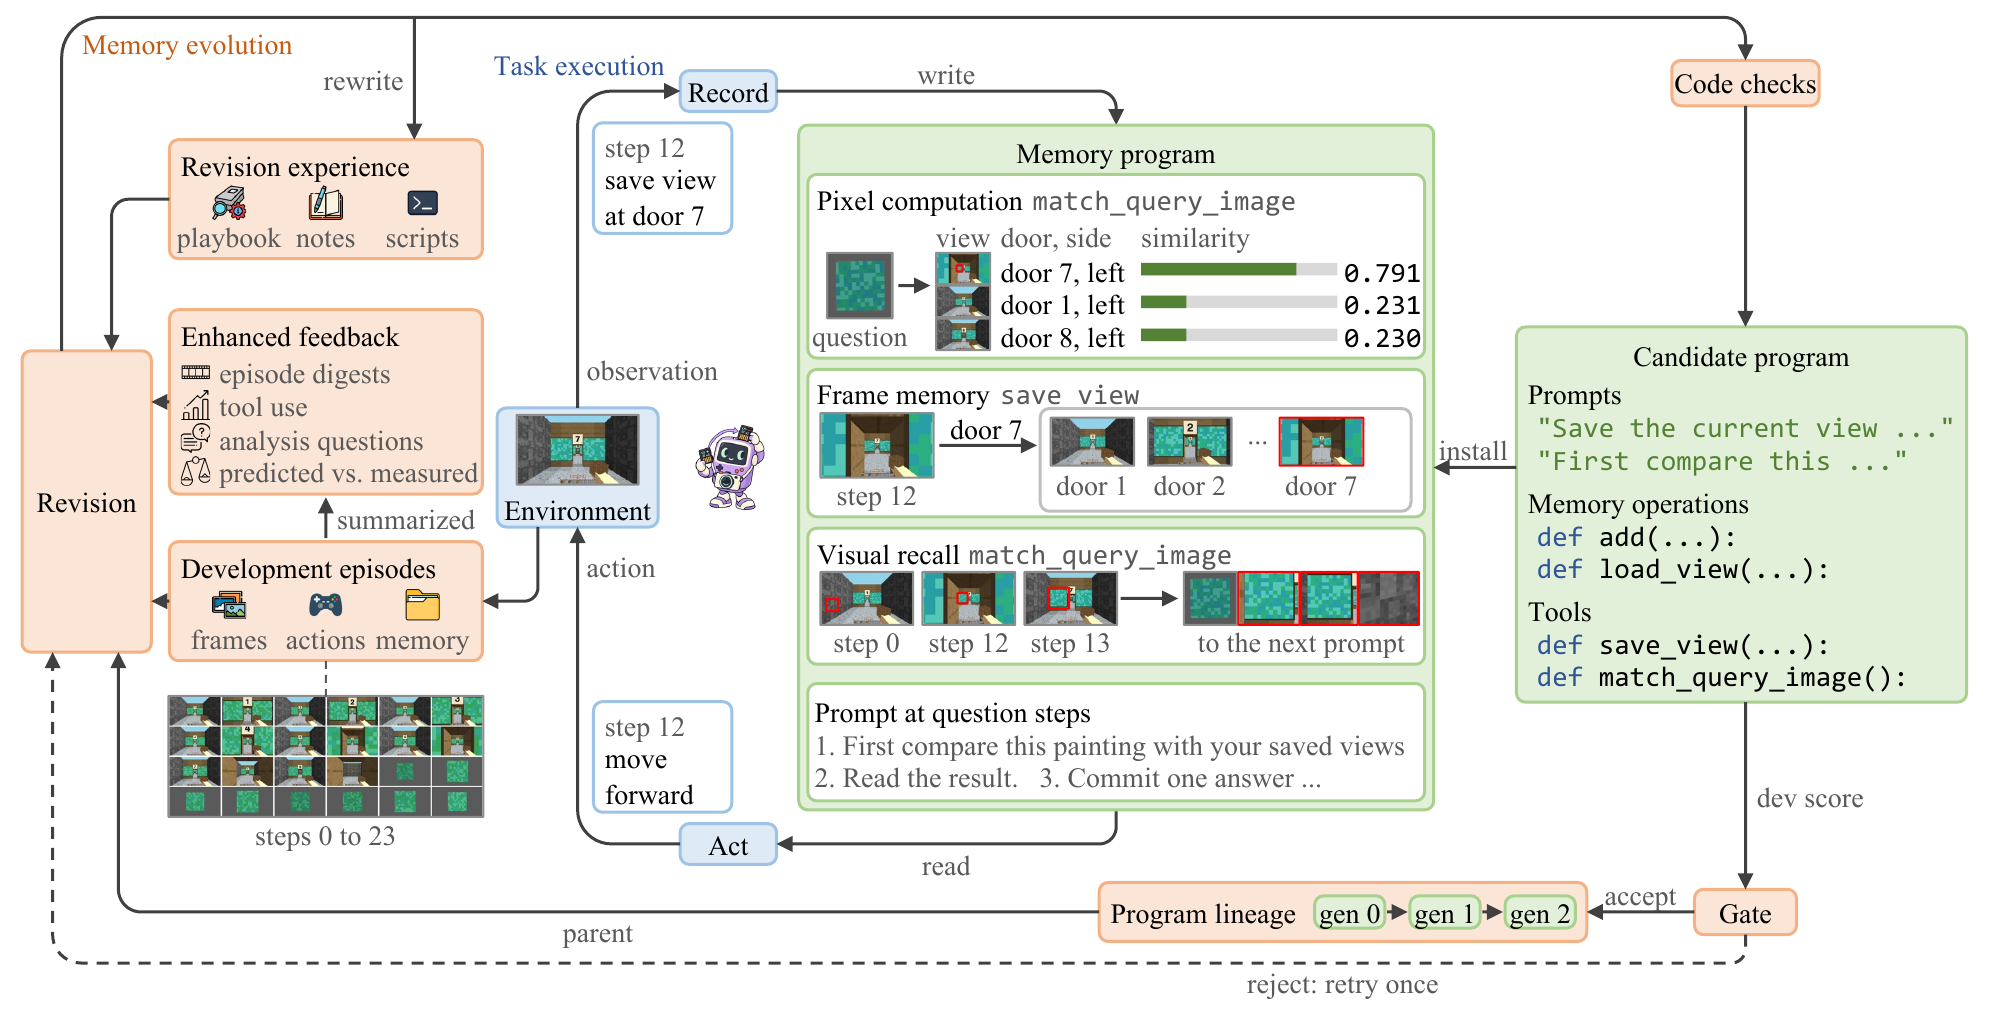 Memory evolution
rewrite
Task execution
Record
write
Code checks
step 12
save view
at door 7
Revision experience
playbook
notes
scripts
Memory program
Pixel computation match_query_image
view
door, side
similarity
door 7, left
0.791
door 1, left
0.231
door 8, left
0.230
question
Enhanced feedback
episode digests
tool use
analysis questions
predicted vs. measured
summarized
observation
Environment
7
Frame memory save_view
step 12
door 7
2
...
door 1
door 2
door 7
install
Candidate program
Prompts
"Save the current view ..."
"First compare this ..."
Memory operations
def add(...):
def load_view(...):
Tools
def save_view(...):
def match_query_image():
Revision
Development episodes
frames
actions
memory
action
Visual recall match_query_image
step 0
step 12
step 13
to the next prompt
1
2
3
4
steps 0 to 23
step 12
move
forward
Prompt at question steps
1. First compare this painting with your saved views
2. Read the result. 3. Commit one answer ...
Act
read
dev score
Program lineage
gen 0
gen 1
gen 2
accept
Gate
parent
reject: retry once